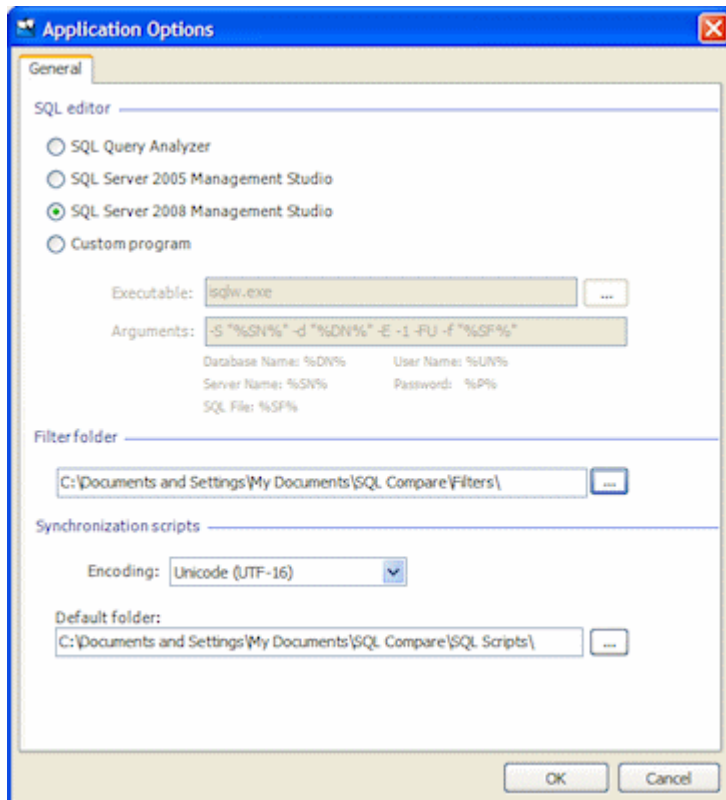 Application Options
General
SQL editor
SQL Query Analyzer
SQL Server 2005 Management Studio
SQL Server 2008 Management Studio
Custom program
Executable: isqlw.exe ...
Arguments: -S "%SN%" -d "%DN%" -E -1 -FU -f "%SF%"
Database Name: %DN% User Name: %UN%
Server Name: %SN% Password: %P%
SQL File: %SF%
Filter folder
C:\Documents and Settings\My Documents\SQL Compare\Filters\ ...
Synchronization scripts
Encoding: Unicode (UTF-16)
Default folder:
C:\Documents and Settings\My Documents\SQL Compare\SQL Scripts\ ...
OK Cancel